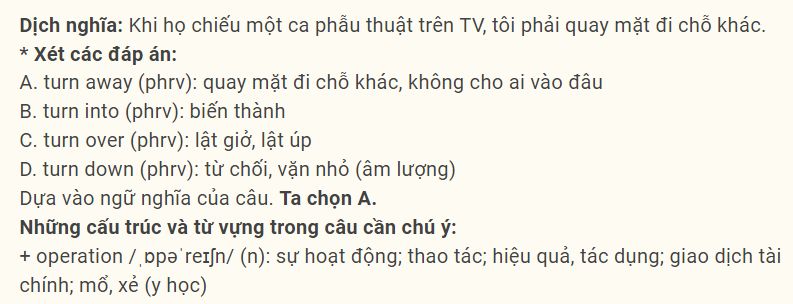 Dịch nghĩa: Khi họ chiếu một ca phẫu thuật trên TV, tôi phải quay mặt đi chỗ khác.
* Xét các đáp án:
A. turn away (phrv): quay mặt đi chỗ khác, không cho ai vào đâu
B. turn into (phrv): biến thành
C. turn over (phrv): lật giở, lật úp
D. turn down (phrv): từ chối, vặn nhỏ (âm lượng)
Dựa vào ngữ nghĩa của câu. Ta chọn A.
Những cấu trúc và từ vựng trong câu cần chú ý:
+ operation /ˌɒpəˈreɪʃn/ (n): sự hoạt động; thao tác; hiệu quả, tác dụng; giao dịch tài
chính; mổ, xẻ (y học)